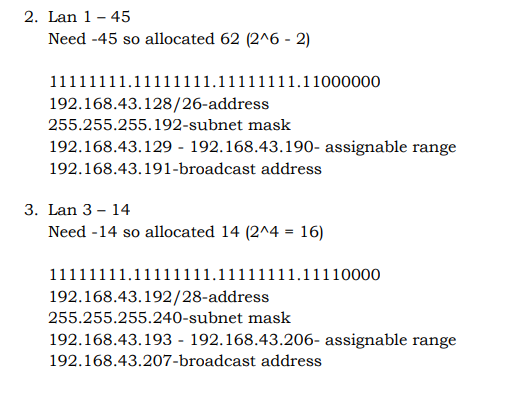 2. Lan 1 – 45
Need -45 so allocated 62 (2^6 - 2)
11111111.11111111.11111111.11000000
192.168.43.128/26-address
255.255.255.192-subnet mask
192.168.43.129 - 192.168.43.190- assignable range
192.168.43.191-broadcast address
3. Lan 3 – 14
Need -14 so allocated 14 (2^4 = 16)
11111111.11111111.11111111.11110000
192.168.43.192/28-address
255.255.255.240-subnet mask
192.168.43.193 - 192.168.43.206- assignable range
192.168.43.207-broadcast address